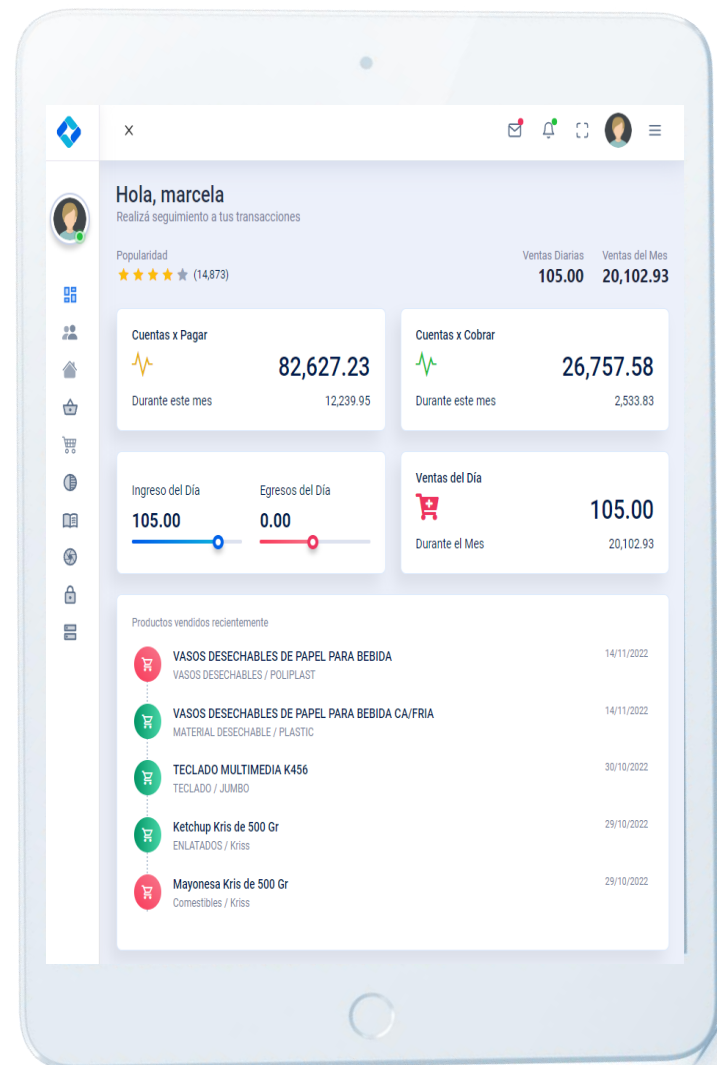 Hola, marcela
Realizá seguimiento a tus transacciones
Popularidad
(14,873)
Ventas Diarias
105.00
Ventas del Mes
20,102.93
Cuentas x Pagar
82,627.23
Durante este mes
12,239.95
Cuentas x Cobrar
26,757.58
Durante este mes
2,533.83
Ingreso del Día
105.00
Egresos del Día
0.00
Ventas del Día
105.00
Durante el Mes
20,102.93
Productos vendidos recientemente
VASOS DESECHABLES DE PAPEL PARA BEBIDA
14/11/2022
VASOS DESECHABLES / POLIPLAST
VASOS DESECHABLES DE PAPEL PARA BEBIDA CA/FRIA
14/11/2022
MATERIAL DESECHABLE / PLASTIC
TECLADO MULTIMEDIA K456
30/10/2022
TECLADO / JUMBO
Ketchup Kris de 500 Gr
29/10/2022
ENLATADOS / Kriss
Mayonesa Kris de 500 Gr
29/10/2022
Comestibles / Kriss